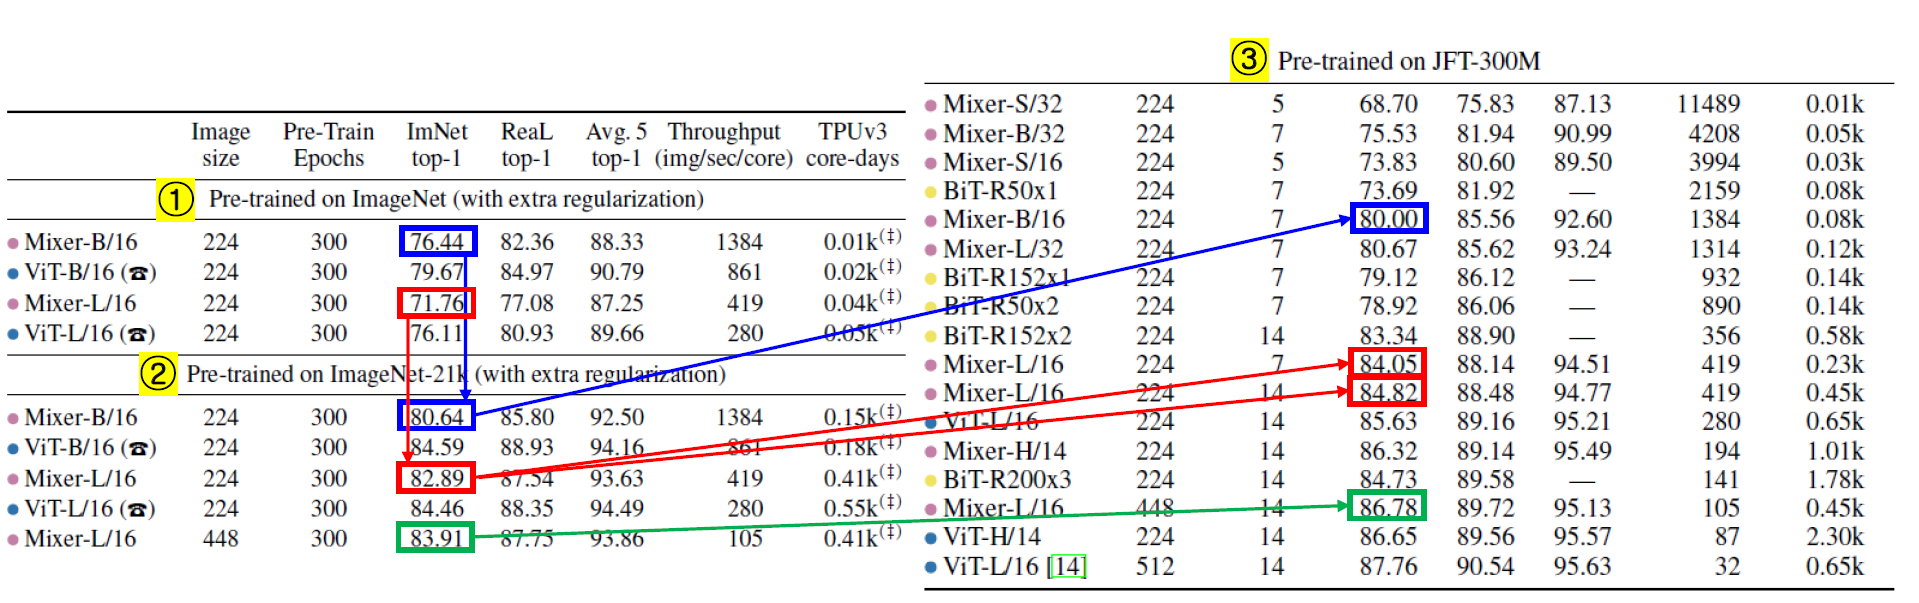 Image Pre-Train ImNet ReaL Avg. 5 Throughput TPUv3
size Epochs top-1 top-1 top-1 (img/sec/core) core-days
① Pre-trained on ImageNet (with extra regularization)
Mixer-B/16 224 300 76.44 82.36 88.33 1384 0.01k(‡)
ViT-B/16 (☎) 224 300 79.67 84.97 90.79 861 0.02k(‡)
Mixer-L/16 224 300 71.76 77.08 87.25 419 0.04k(‡)
ViT-L/16 (☎) 224 300 76.11 80.93 89.66 280 0.05k(‡)
② Pre-trained on ImageNet-21k (with extra regularization)
Mixer-B/16 224 300 80.64 85.80 92.50 1384 0.15k(‡)
ViT-B/16 (☎) 224 300 84.59 88.93 94.16 861 0.18k(‡)
Mixer-L/16 224 300 82.89 87.54 93.63 419 0.41k(‡)
ViT-L/16 (☎) 224 300 84.46 88.35 94.49 280 0.55k(‡)
Mixer-L/16 448 300 83.91 87.75 93.86 105 0.41k(‡)
③ Pre-trained on JFT-300M
Mixer-S/32 224 5 68.70 75.83 87.13 11489 0.01k
Mixer-B/32 224 7 75.53 81.94 90.99 4208 0.05k
Mixer-S/16 224 5 73.83 80.60 89.50 3994 0.03k
BiT-R50x1 224 7 73.69 81.92 — 2159 0.08k
Mixer-B/16 224 7 80.00 85.56 92.60 1384 0.08k
Mixer-L/32 224 7 80.67 85.62 93.24 1314 0.12k
BiT-R152x1 224 7 79.12 86.12 — 932 0.14k
BiT-R50x2 224 7 78.92 86.06 — 890 0.14k
BiT-R152x2 224 14 83.34 88.90 — 356 0.58k
Mixer-L/16 224 7 84.05 88.14 94.51 419 0.23k
Mixer-L/16 224 14 84.82 88.48 94.77 419 0.45k
ViT-L/16 224 14 85.63 89.16 95.21 280 0.65k
Mixer-H/14 224 14 86.32 89.14 95.49 194 1.01k
BiT-R200x3 224 14 84.73 89.58 — 141 1.78k
Mixer-L/16 448 14 86.78 89.72 95.13 105 0.45k
ViT-H/14 224 14 86.65 89.56 95.57 87 2.30k
ViT-L/16 [14] 512 14 87.76 90.54 95.63 32 0.65k